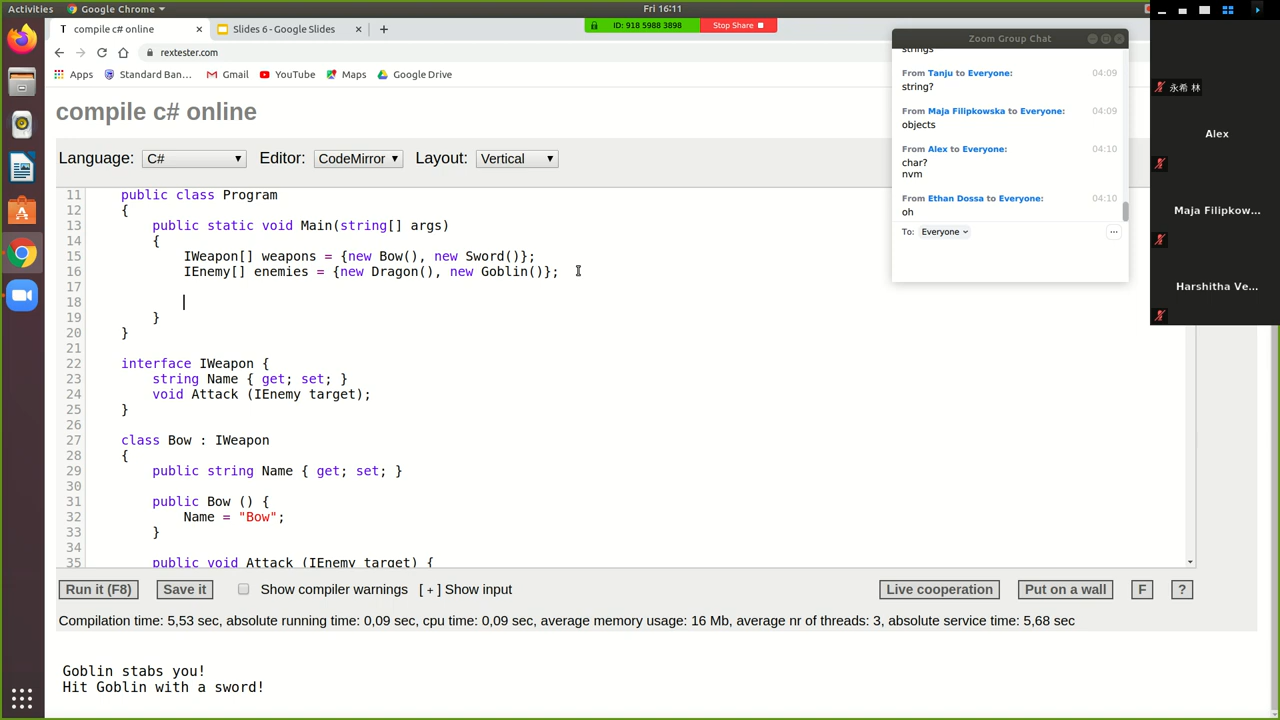 Activities
Google Chrome
Fri 16:11
compile c# online
Slides 6 - Google Slides
ID: 918 5988 3898
Stop Share
rextester.com
Apps
Standard Ban...
Gmail
YouTube
Maps
Google Drive
compile c# online
Language:
C#
Editor:
CodeMirror
Layout:
Vertical
11 public class Program
12 {
13 public static void Main(string[] args)
14 {
15 IWeapon[] weapons = {new Bow(), new Sword()};
16 IEnemy[] enemies = {new Dragon(), new Goblin()};
17
18
19 }
20 }
21
22 interface IWeapon {
23 string Name { get; set; }
24 void Attack (IEnemy target);
25 }
26
27 class Bow : IWeapon
28 {
29 public string Name { get; set; }
30
31 public Bow () {
32 Name = "Bow";
33 }
34
35 public void Attack (IEnemy target) {
Run it (F8)
Save it
Show compiler warnings
[ + ] Show input
Live cooperation
Put on a wall
F
?
Compilation time: 5,53 sec, absolute running time: 0,09 sec, cpu time: 0,09 sec, average memory usage: 16 Mb, average nr of threads: 3, absolute service time: 5,68 sec
Goblin stabs you!
Hit Goblin with a sword!
Zoom Group Chat
strings
From Tanju to Everyone: 04:09
string?
From Maja Filipkowska to Everyone: 04:09
objects
From Alex to Everyone: 04:10
char?
nvm
From Ethan Dossa to Everyone: 04:10
oh
To: Everyone
...
永希 林
Alex
Maja Filipkow...
Harshitha Ve...